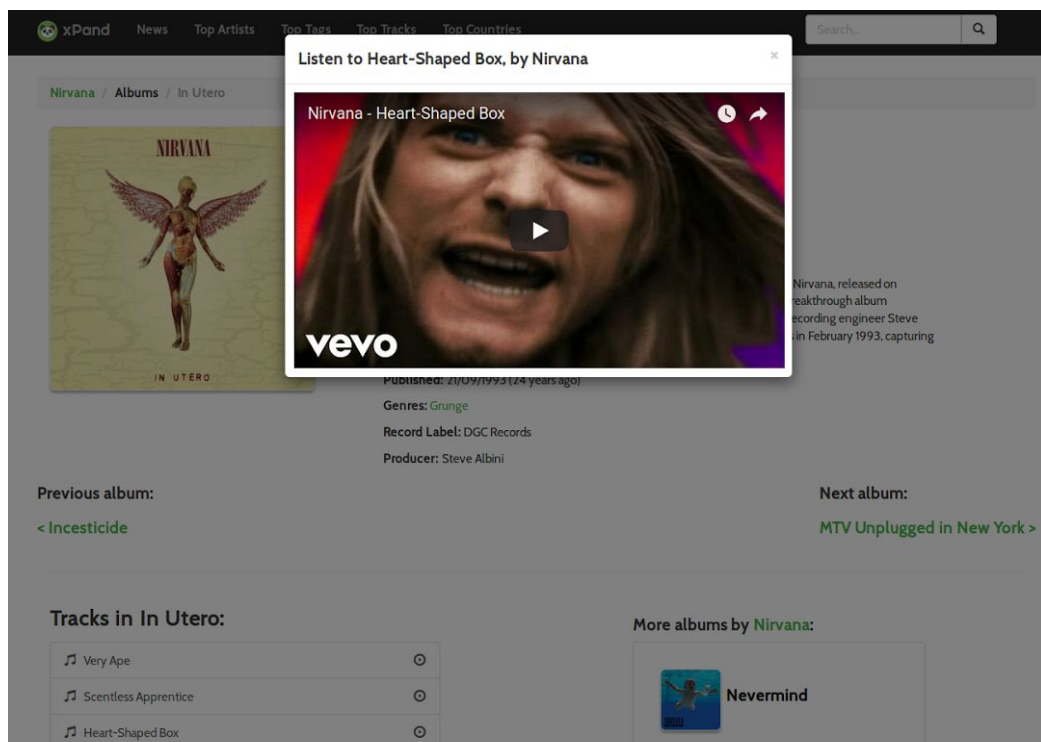 xPand News Top Artists Top Tags Top Tracks Top Countries Search...
Listen to Heart-Shaped Box, by Nirvana ×
Nirvana / Albums / In Utero
Nirvana - Heart-Shaped Box
NIRVANA
IN UTERO
vevo
Nirvana, released on
reakthrough album
ecording engineer Steve
in February 1993, capturing
Published: 21/09/1993 (24 years ago)
Genres: Grunge
Record Label: DGC Records
Producer: Steve Albini
Previous album:
< Incesticide
Next album:
MTV Unplugged in New York >
Tracks in In Utero:
Very Ape
Scentless Apprentice
Heart-Shaped Box
More albums by Nirvana:
Nevermind